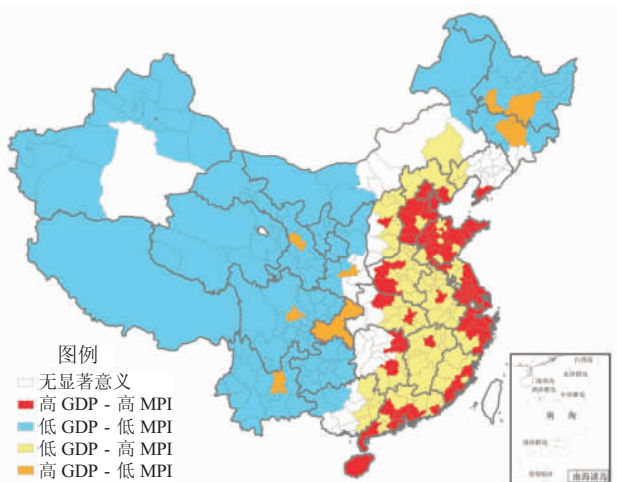 图例
无显著意义
高 GDP - 高 MPI
低 GDP - 低 MPI
低 GDP - 高 MPI
高 GDP - 低 MPI
南 海
南海诸岛